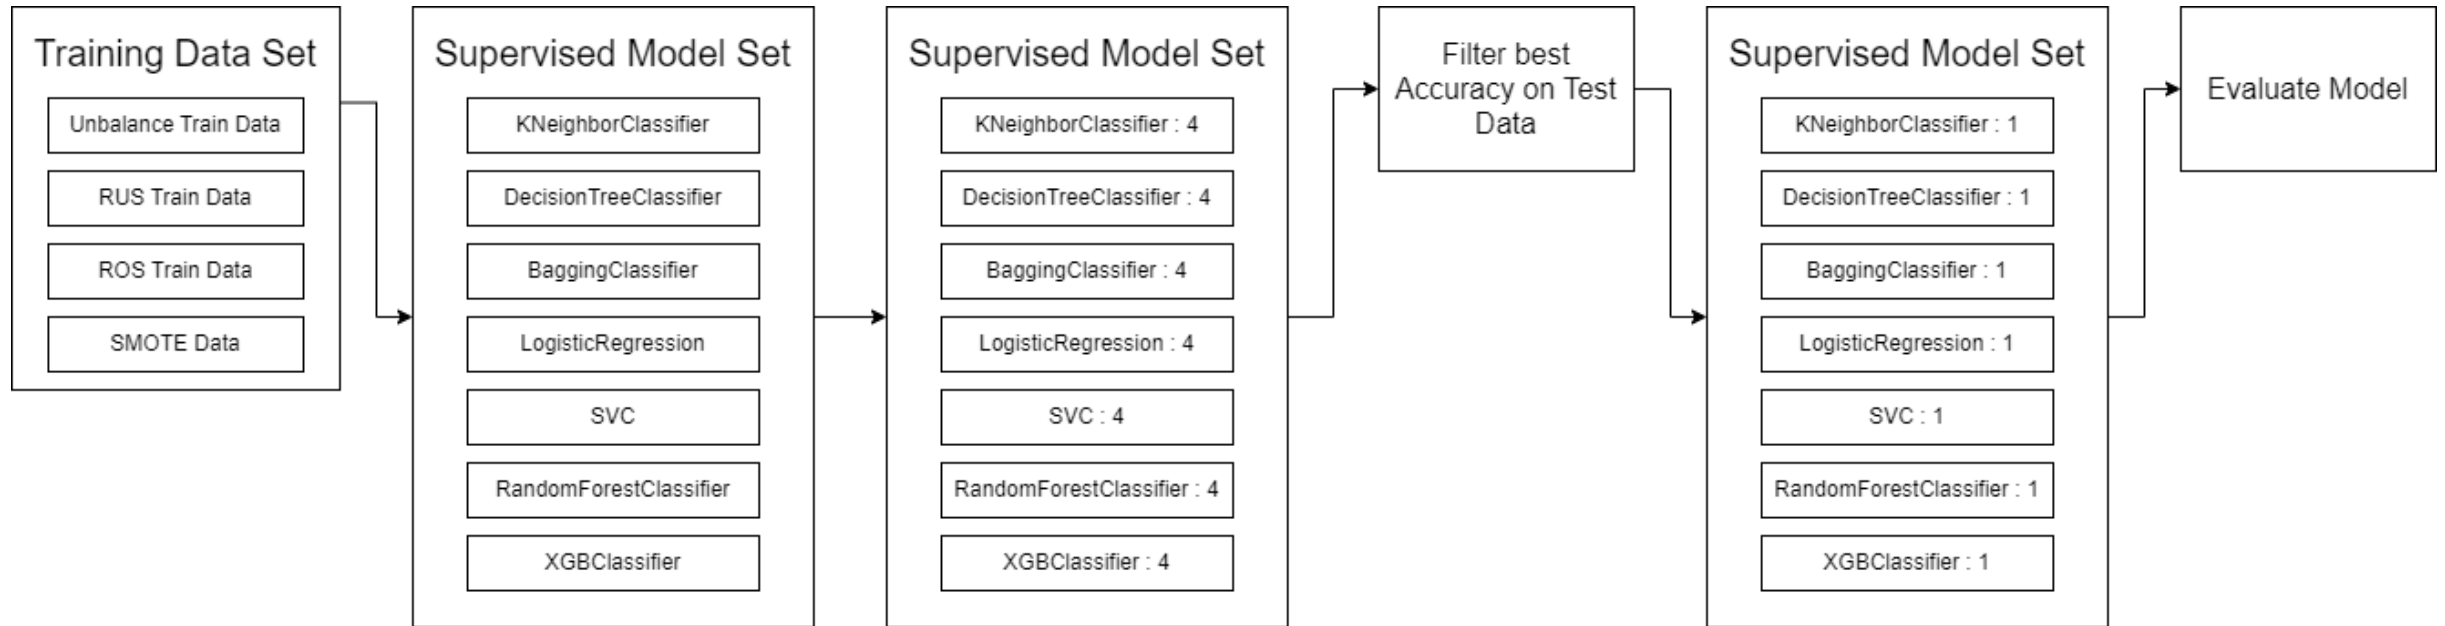 Training Data Set
Unbalance Train Data
RUS Train Data
ROS Train Data
SMOTE Data
Supervised Model Set
KNeighborClassifier
DecisionTreeClassifier
BaggingClassifier
LogisticRegression
SVC
RandomForestClassifier
XGBClassifier
Supervised Model Set
KNeighborClassifier : 4
DecisionTreeClassifier : 4
BaggingClassifier : 4
LogisticRegression : 4
SVC : 4
RandomForestClassifier : 4
XGBClassifier : 4
Filter best
Accuracy on Test
Data
Supervised Model Set
KNeighborClassifier : 1
DecisionTreeClassifier : 1
BaggingClassifier : 1
LogisticRegression : 1
SVC : 1
RandomForestClassifier : 1
XGBClassifier : 1
Evaluate Model